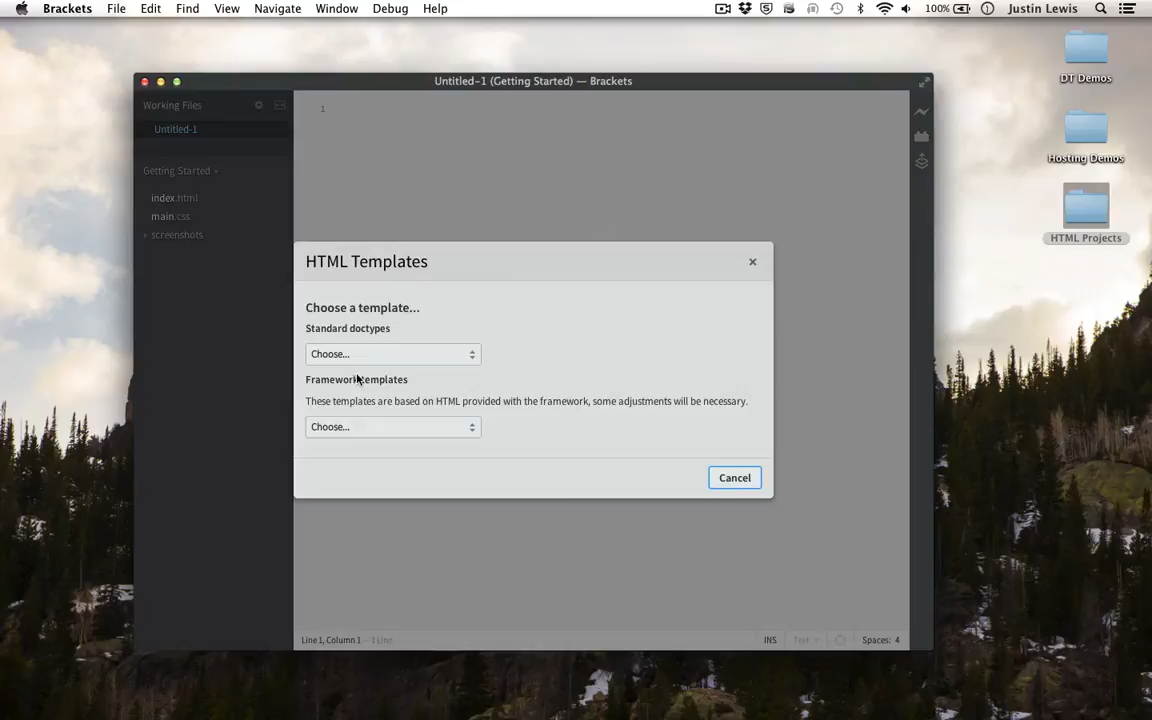 Brackets File Edit Find View Navigate Window Debug Help 100% Justin Lewis
Untitled-1 (Getting Started) — Brackets
Working Files
Untitled-1
Getting Started
index.html
main.css
screenshots
1
HTML Templates
×
Choose a template...
Standard doctypes
Choose...
Framework templates
These templates are based on HTML provided with the framework, some adjustments will be necessary.
Choose...
Cancel
Line 1, Column 1 — 1 Line
INS Text Spaces: 4
DT Demos
Hosting Demos
HTML Projects